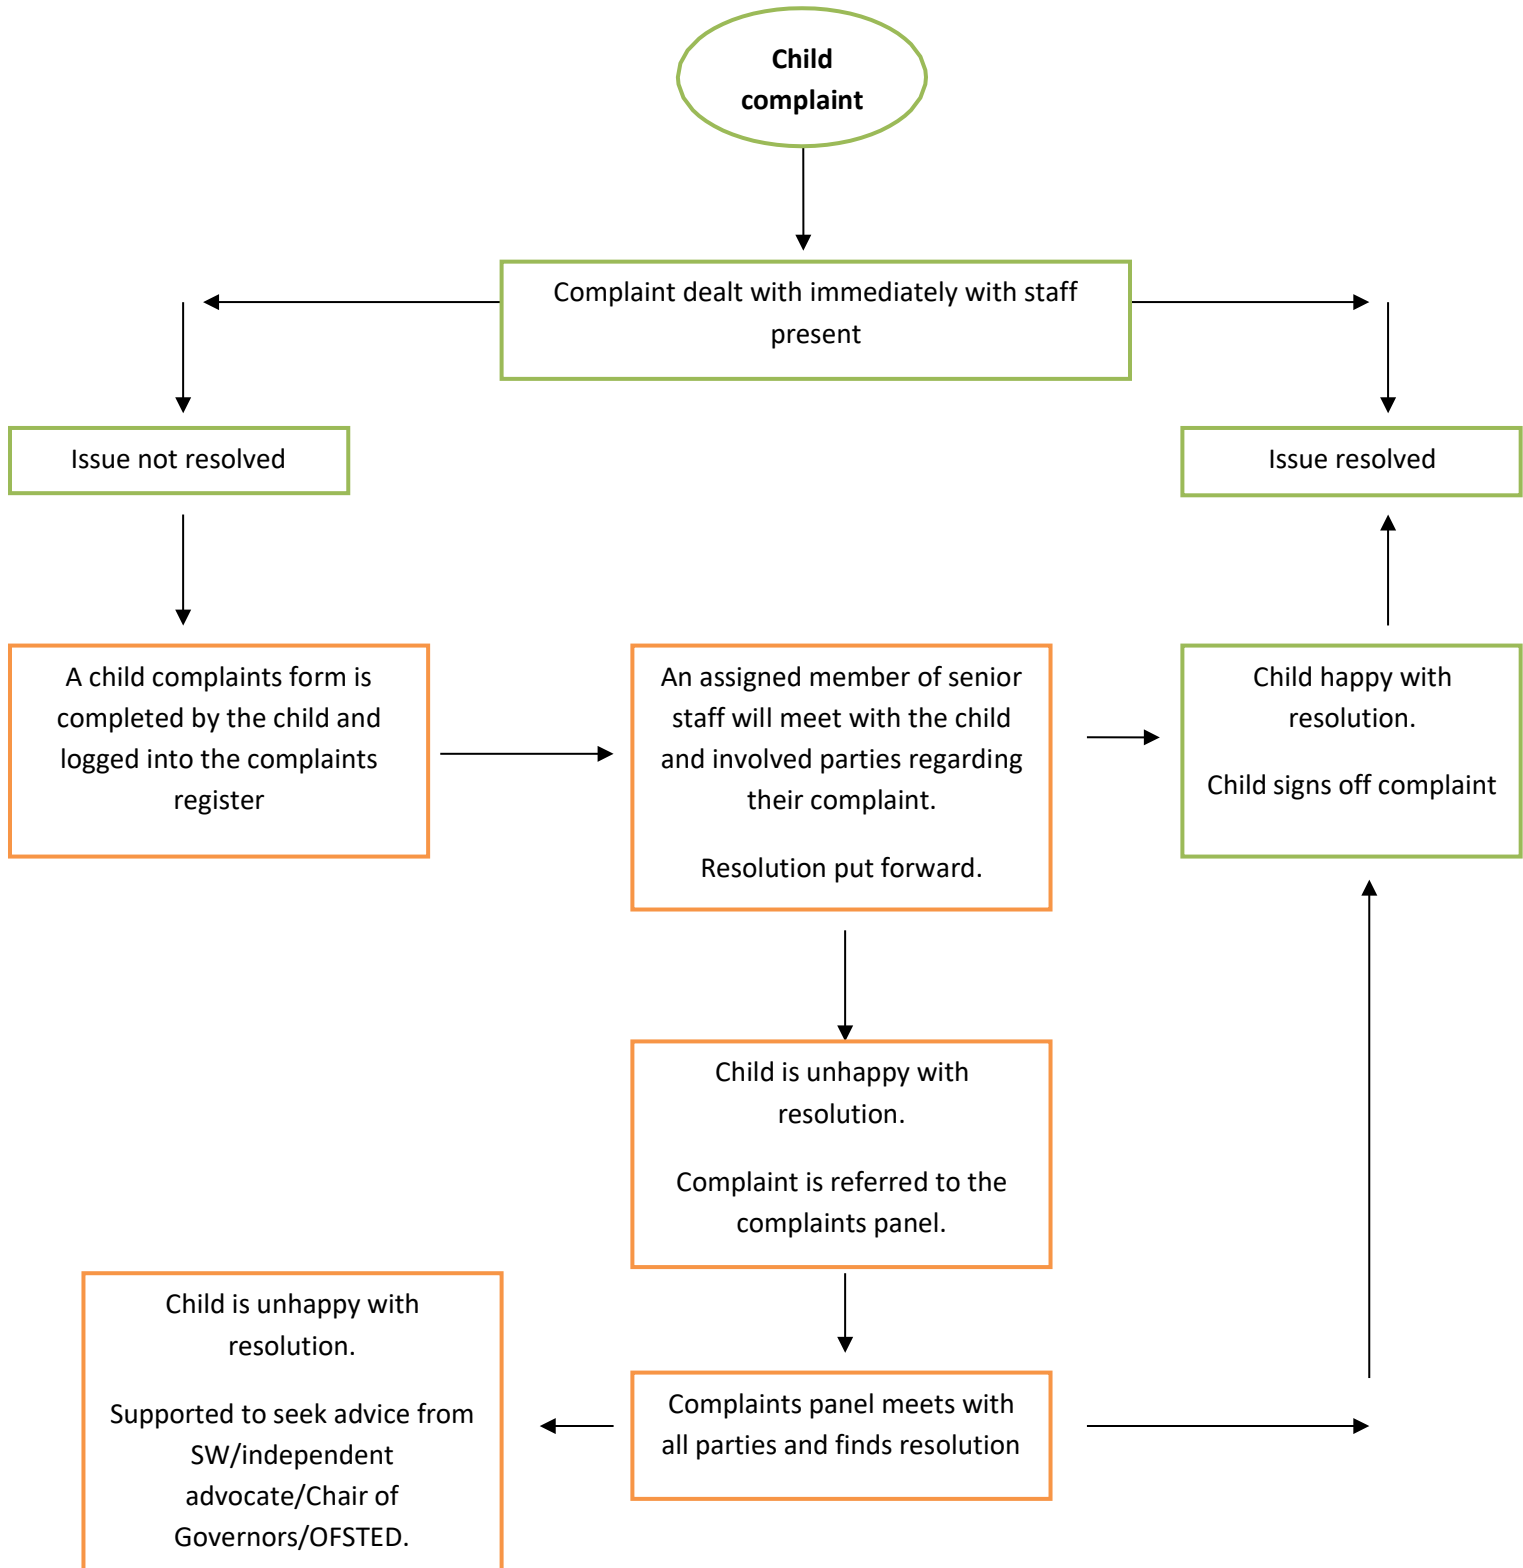 Child
complaint
Complaint dealt with immediately with staff
present
Issue not resolved
Issue resolved
A child complaints form is
completed by the child and
logged into the complaints
register
An assigned member of senior
staff will meet with the child
and involved parties regarding
their complaint.
Resolution put forward.
Child happy with
resolution.
Child signs off complaint
Child is unhappy with
resolution.
Complaint is referred to the
complaints panel.
Child is unhappy with
resolution.
Supported to seek advice from
SW/independent
advocate/Chair of
Governors/OFSTED.
Complaints panel meets with
all parties and finds resolution